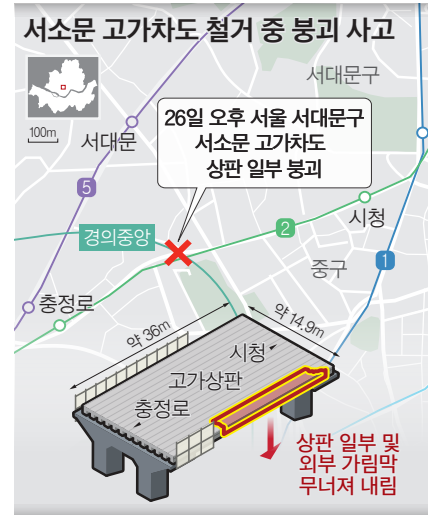 서소문 고가차도 철거 중 붕괴 사고
서대문구
100m
26일 오후 서울 서대문구
서소문 고가차도
상판 일부 붕괴
서대문
5
시청
2
경의중앙
1
중구
충정로
약 36m
약 14.9m
시청
고가상판
충정로
상판 일부 및
외부 가림막
무너져 내림